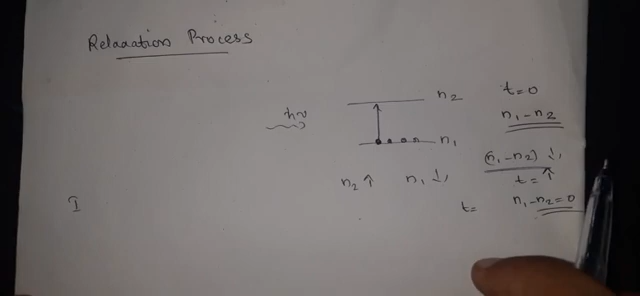 Relaxation Process
n2
t=0
hν
n1 - n2
n1
(n1 - n2) ↓
n2 ↑ n1 ↓
t= ↑
I
t= n1 - n2 = 0